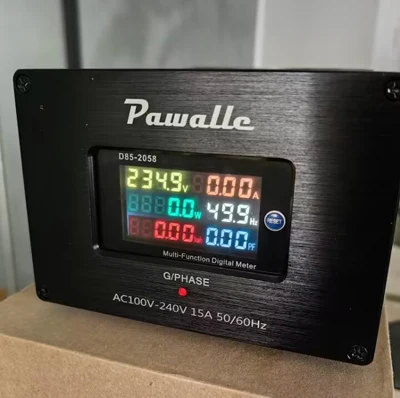 Pawalle
D85-2058
234.9V 0.00A
0.0W 49.9Hz
0.00 0.00PF
RESET
Multi-Function Digital Meter
G/PHASE
AC100V-240V 15A 50/60Hz